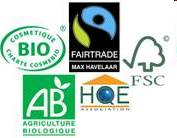 COSMETIQUE
BIO
CHARTE COSMEBIO
FAIRTRADE
MAX HAVELAAR
FSC
AB
AGRICULTURE
BIOLOGIQUE
HQE
ASSOCIATION